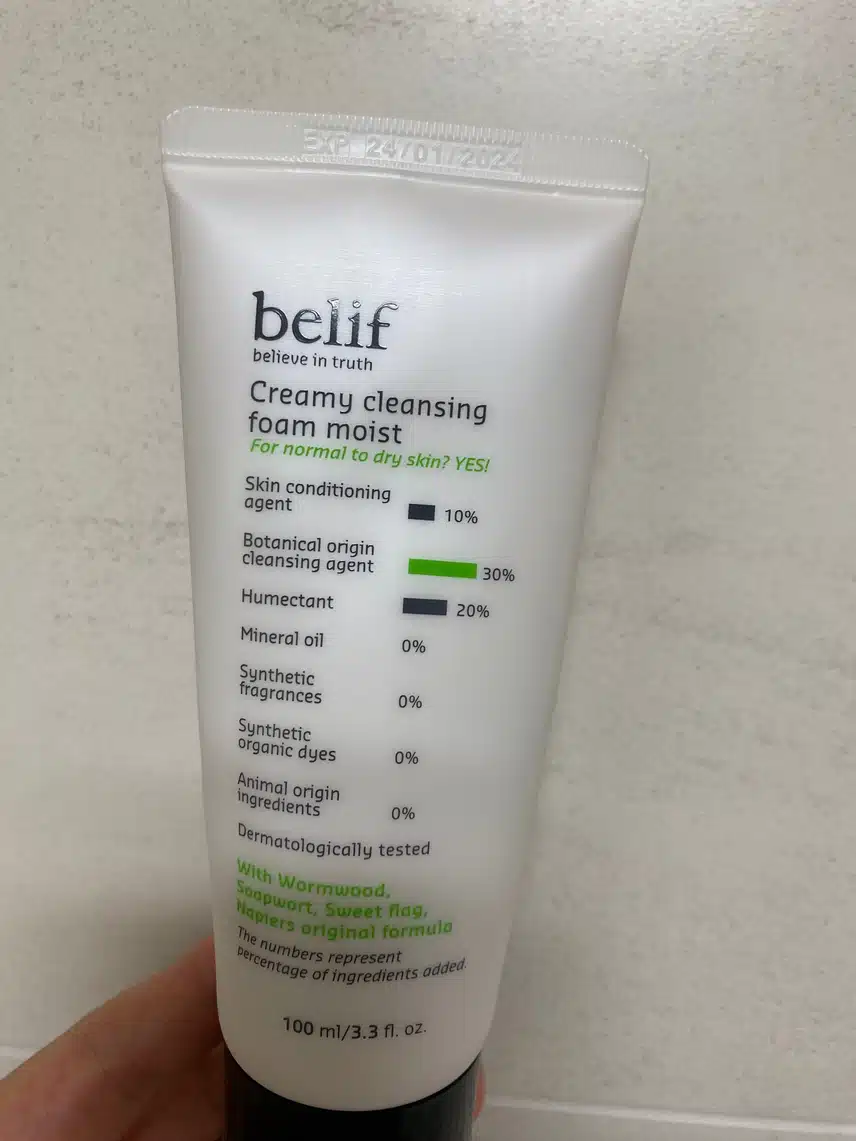 EXP 24/01/2024
belif
believe in truth
Creamy cleansing
foam moist
For normal to dry skin? YES!
Skin conditioning
agent 10%
Botanical origin
cleansing agent 30%
Humectant 20%
Mineral oil 0%
Synthetic
fragrances 0%
Synthetic
organic dyes 0%
Animal origin
ingredients 0%
Dermatologically tested
With Wormwood,
Soapwort, Sweet flag,
Napiers original formula
The numbers represent
percentage of ingredients added.
100 ml/3.3 fl. oz.